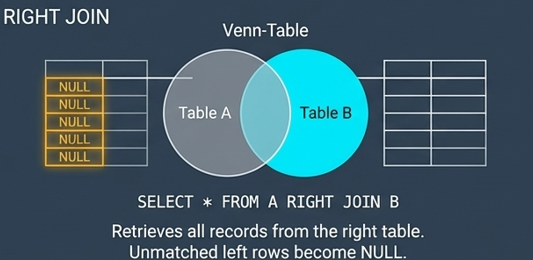 RIGHT JOIN
Venn-Table
NULL
NULL
NULL
NULL
NULL
Table A
Table B
SELECT * FROM A RIGHT JOIN B
Retrieves all records from the right table.
Unmatched left rows become NULL.